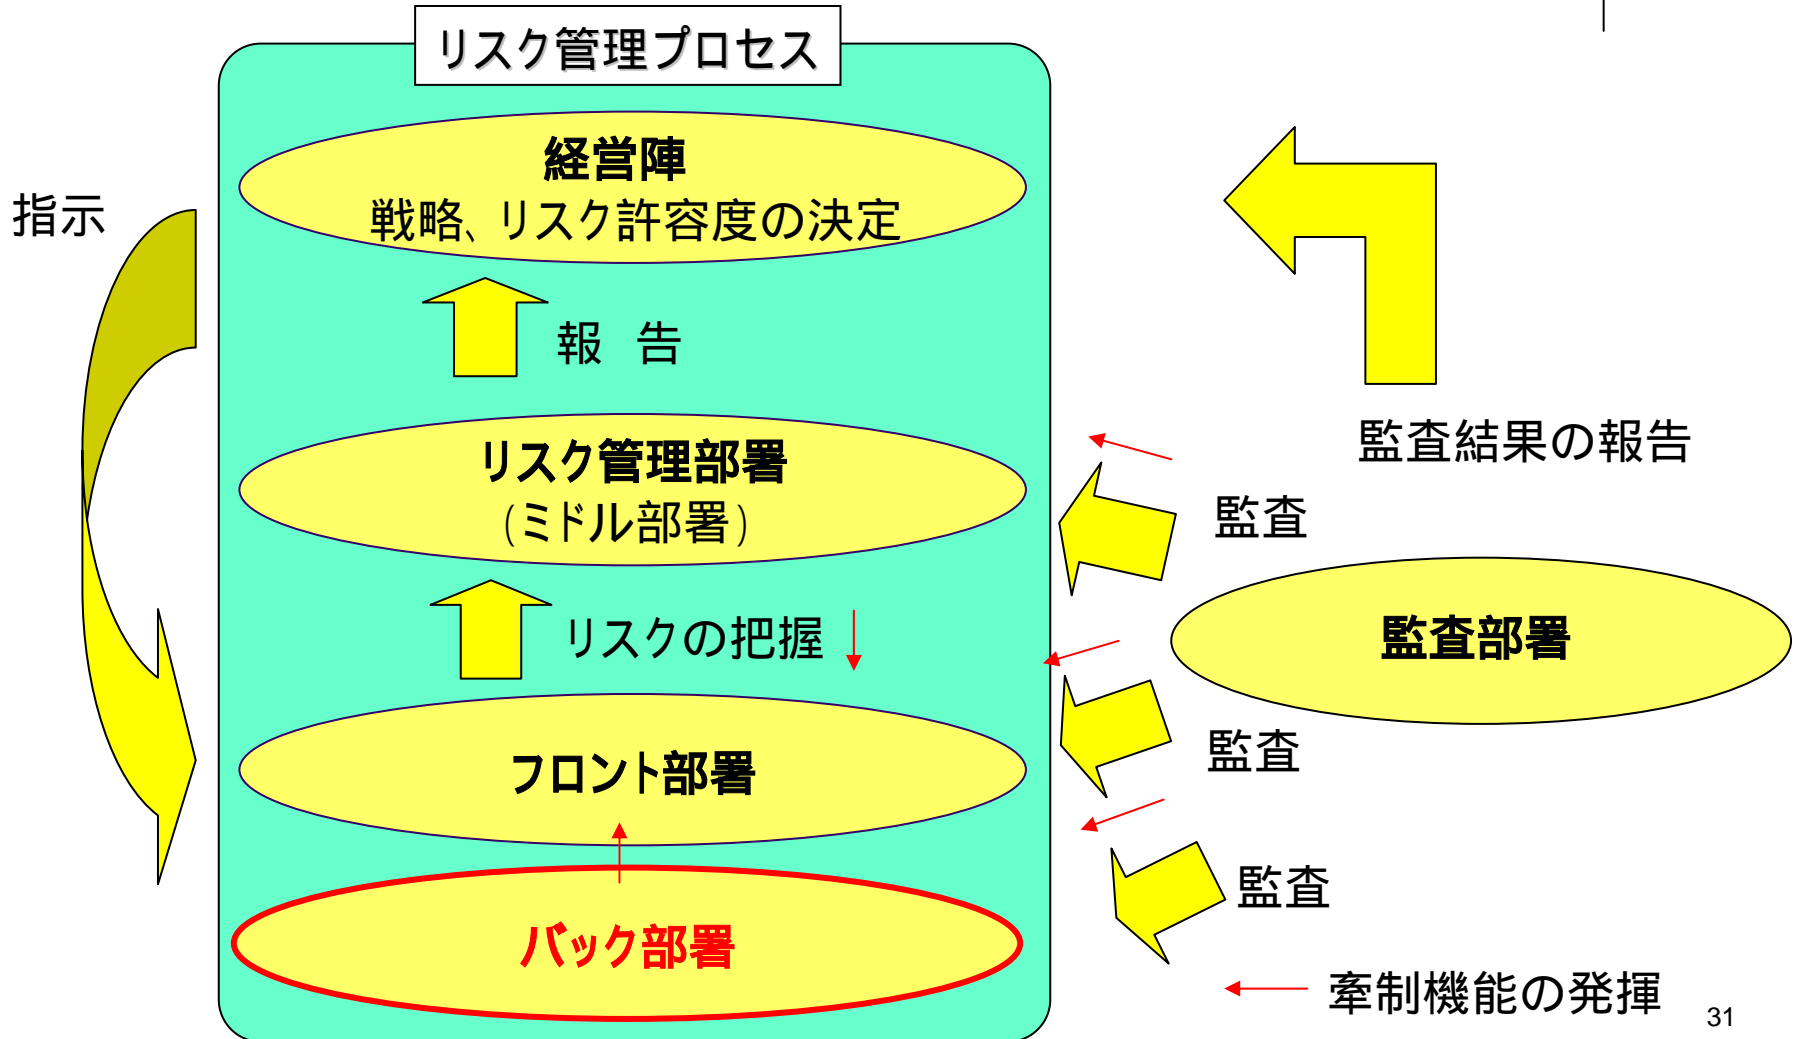 リスク管理プロセス
経営陣
戦略、リスク許容度の決定
指示
報 告
監査結果の報告
リスク管理部署
(ミドル部署)
監査
リスクの把握
監査部署
フロント部署
監査
監査
バック部署
牽制機能の発揮
31